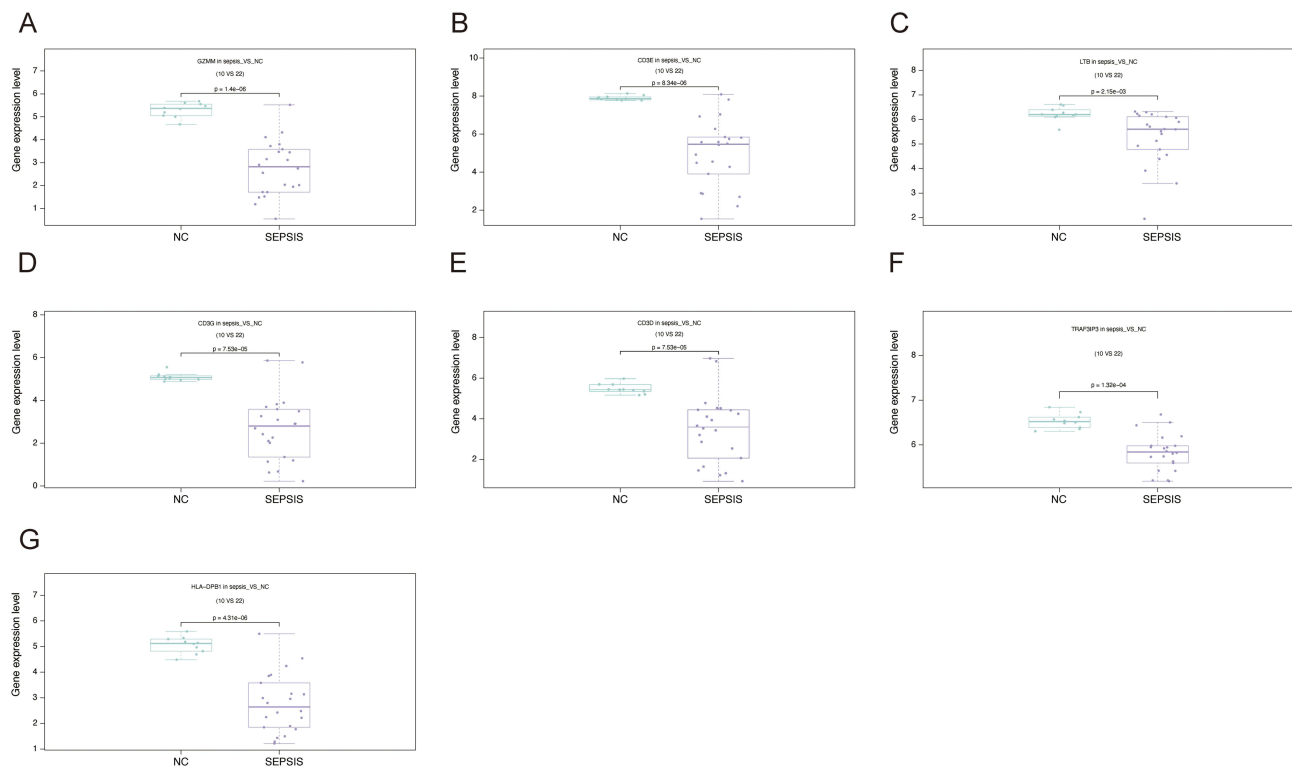 A
GZMM in sepsis_VS_NC
(10 VS 22)
p = 1.4e-06
Gene expression level
7
6
5
4
3
2
1
NC
SEPSIS
B
CD3E in sepsis_VS_NC
(10 VS 22)
p = 8.34e-06
Gene expression level
10
8
6
4
2
NC
SEPSIS
C
LTB in sepsis_VS_NC
(10 VS 22)
p = 2.15e-03
Gene expression level
8
7
6
5
4
3
2
NC
SEPSIS
D
CD3G in sepsis_VS_NC
(10 VS 22)
p = 7.53e-05
Gene expression level
8
6
4
2
0
NC
SEPSIS
E
CD3D in sepsis_VS_NC
(10 VS 22)
p = 7.53e-05
Gene expression level
8
6
4
2
NC
SEPSIS
F
TRAF3IP3 in sepsis_VS_NC
(10 VS 22)
p = 1.32e-04
Gene expression level
8
7
6
NC
SEPSIS
G
HLA-DPB1 in sepsis_VS_NC
(10 VS 22)
p = 4.31e-06
Gene expression level
7
6
5
4
3
2
1
NC
SEPSIS